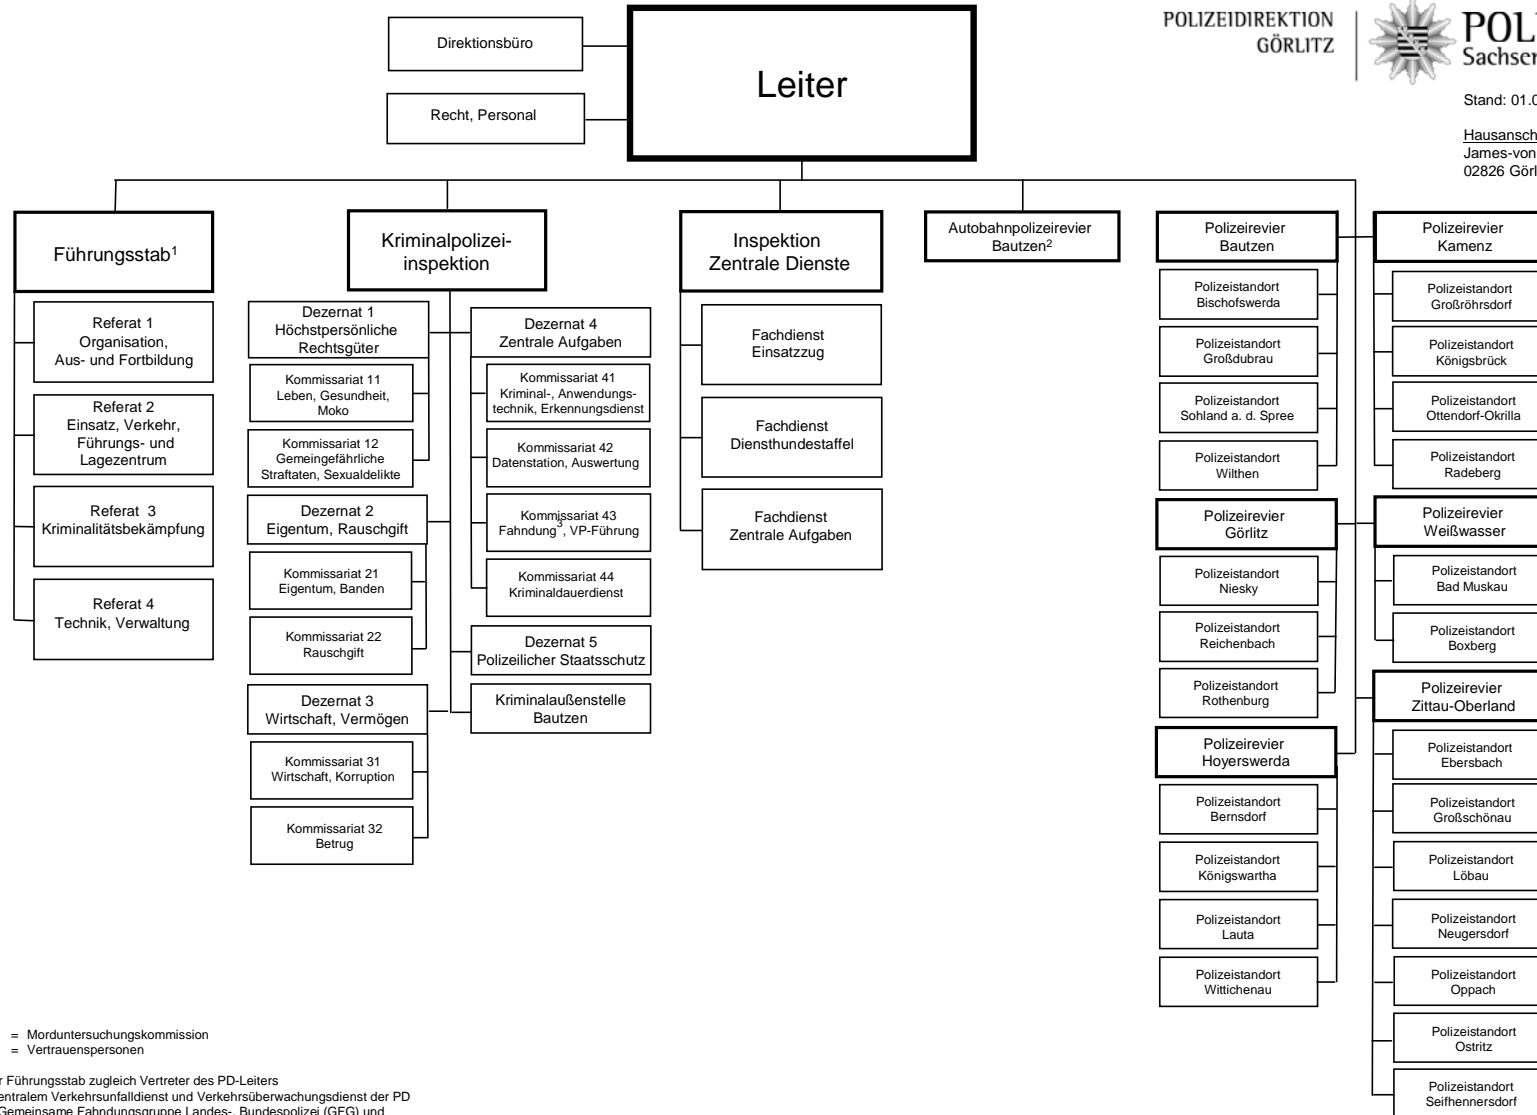 Direktionsbüro
Recht, Personal
Leiter
POLIZEIDIREKTION
GÖRLITZ
Stand:
02826
Führungsstab¹
Referat 1
Organisation,
Aus- und Fortbildung
Referat 2
Einsatz, Verkehr,
Führungs- und
Lagezentrum
Referat 3
Kriminalitätsbekämpfung
Referat 4
Technik, Verwaltung
Kriminalpolizei-
inspektion
Dezernat 1
Höchstpersönliche
Rechtsgüter
Kommissariat 11
Leben, Gesundheit,
Moko
Kommissariat 12
Gemeingefährliche
Straftaten, Sexualdelikte
Dezernat 2
Eigentum, Rauschgift
Kommissariat 21
Eigentum, Banden
Kommissariat 22
Rauschgift
Dezernat 3
Wirtschaft, Vermögen
Kommissariat 31
Wirtschaft, Korruption
Kommissariat 32
Betrug
Dezernat 4
Zentrale Aufgaben
Kommissariat 41
Kriminal-, Anwendungs-
technik, Erkennungsdienst
Kommissariat 42
Datenstation, Auswertung
Kommissariat 43
Fahndung³, VP-Führung
Kommissariat 44
Kriminaldauerdienst
Dezernat 5
Polizeilicher Staatsschutz
Kriminalaußenstelle
Bautzen
Inspektion
Zentrale Dienste
Fachdienst
Einsatzzug
Fachdienst
Diensthundestaffel
Fachdienst
Zentrale Aufgaben
Autobahnpolizeirevier
Bautzen²
Polizeirevier
Bautzen
Polizeistandort
Bischofswerda
Polizeistandort
Großdubrau
Polizeistandort
Sohland a. d. Spree
Polizeistandort
Wilthen
Polizeirevier
Görlitz
Polizeistandort
Niesky
Polizeistandort
Reichenbach
Polizeistandort
Rothenburg
Polizeirevier
Hoyerswerda
Polizeistandort
Bernsdorf
Polizeistandort
Königswartha
Polizeistandort
Lauta
Polizeistandort
Wittichenau
Polizeirevier
Kamenz
Polizeistandort
Großröhrsdorf
Polizeistandort
Königsbrück
Polizeistandort
Ottendorf-Okrilla
Polizeistandort
Radeberg
Polizeirevier
Weißwasser
Polizeistandort
Bad Muskau
Polizeistandort
Boxberg
Polizeirevier
Zittau-Oberland
Polizeistandort
Ebersbach
Polizeistandort
Großschönau
Polizeistandort
Löbau
Polizeistandort
Neugersdorf
Polizeistandort
Oppach
Polizeistandort
Ostritz
Polizeistandort
Seifhennersdorf
= Morduntersuchungskommission
= Vertrauenspersonen
Führungsstab zugleich Vertreter des PD-Leiters
Verkehrsunfalldienst und Verkehrsüberwachungsdienst der PD
Gemeinsame Fahndungsgruppe Landes-, Bundespolizei (GFG) und